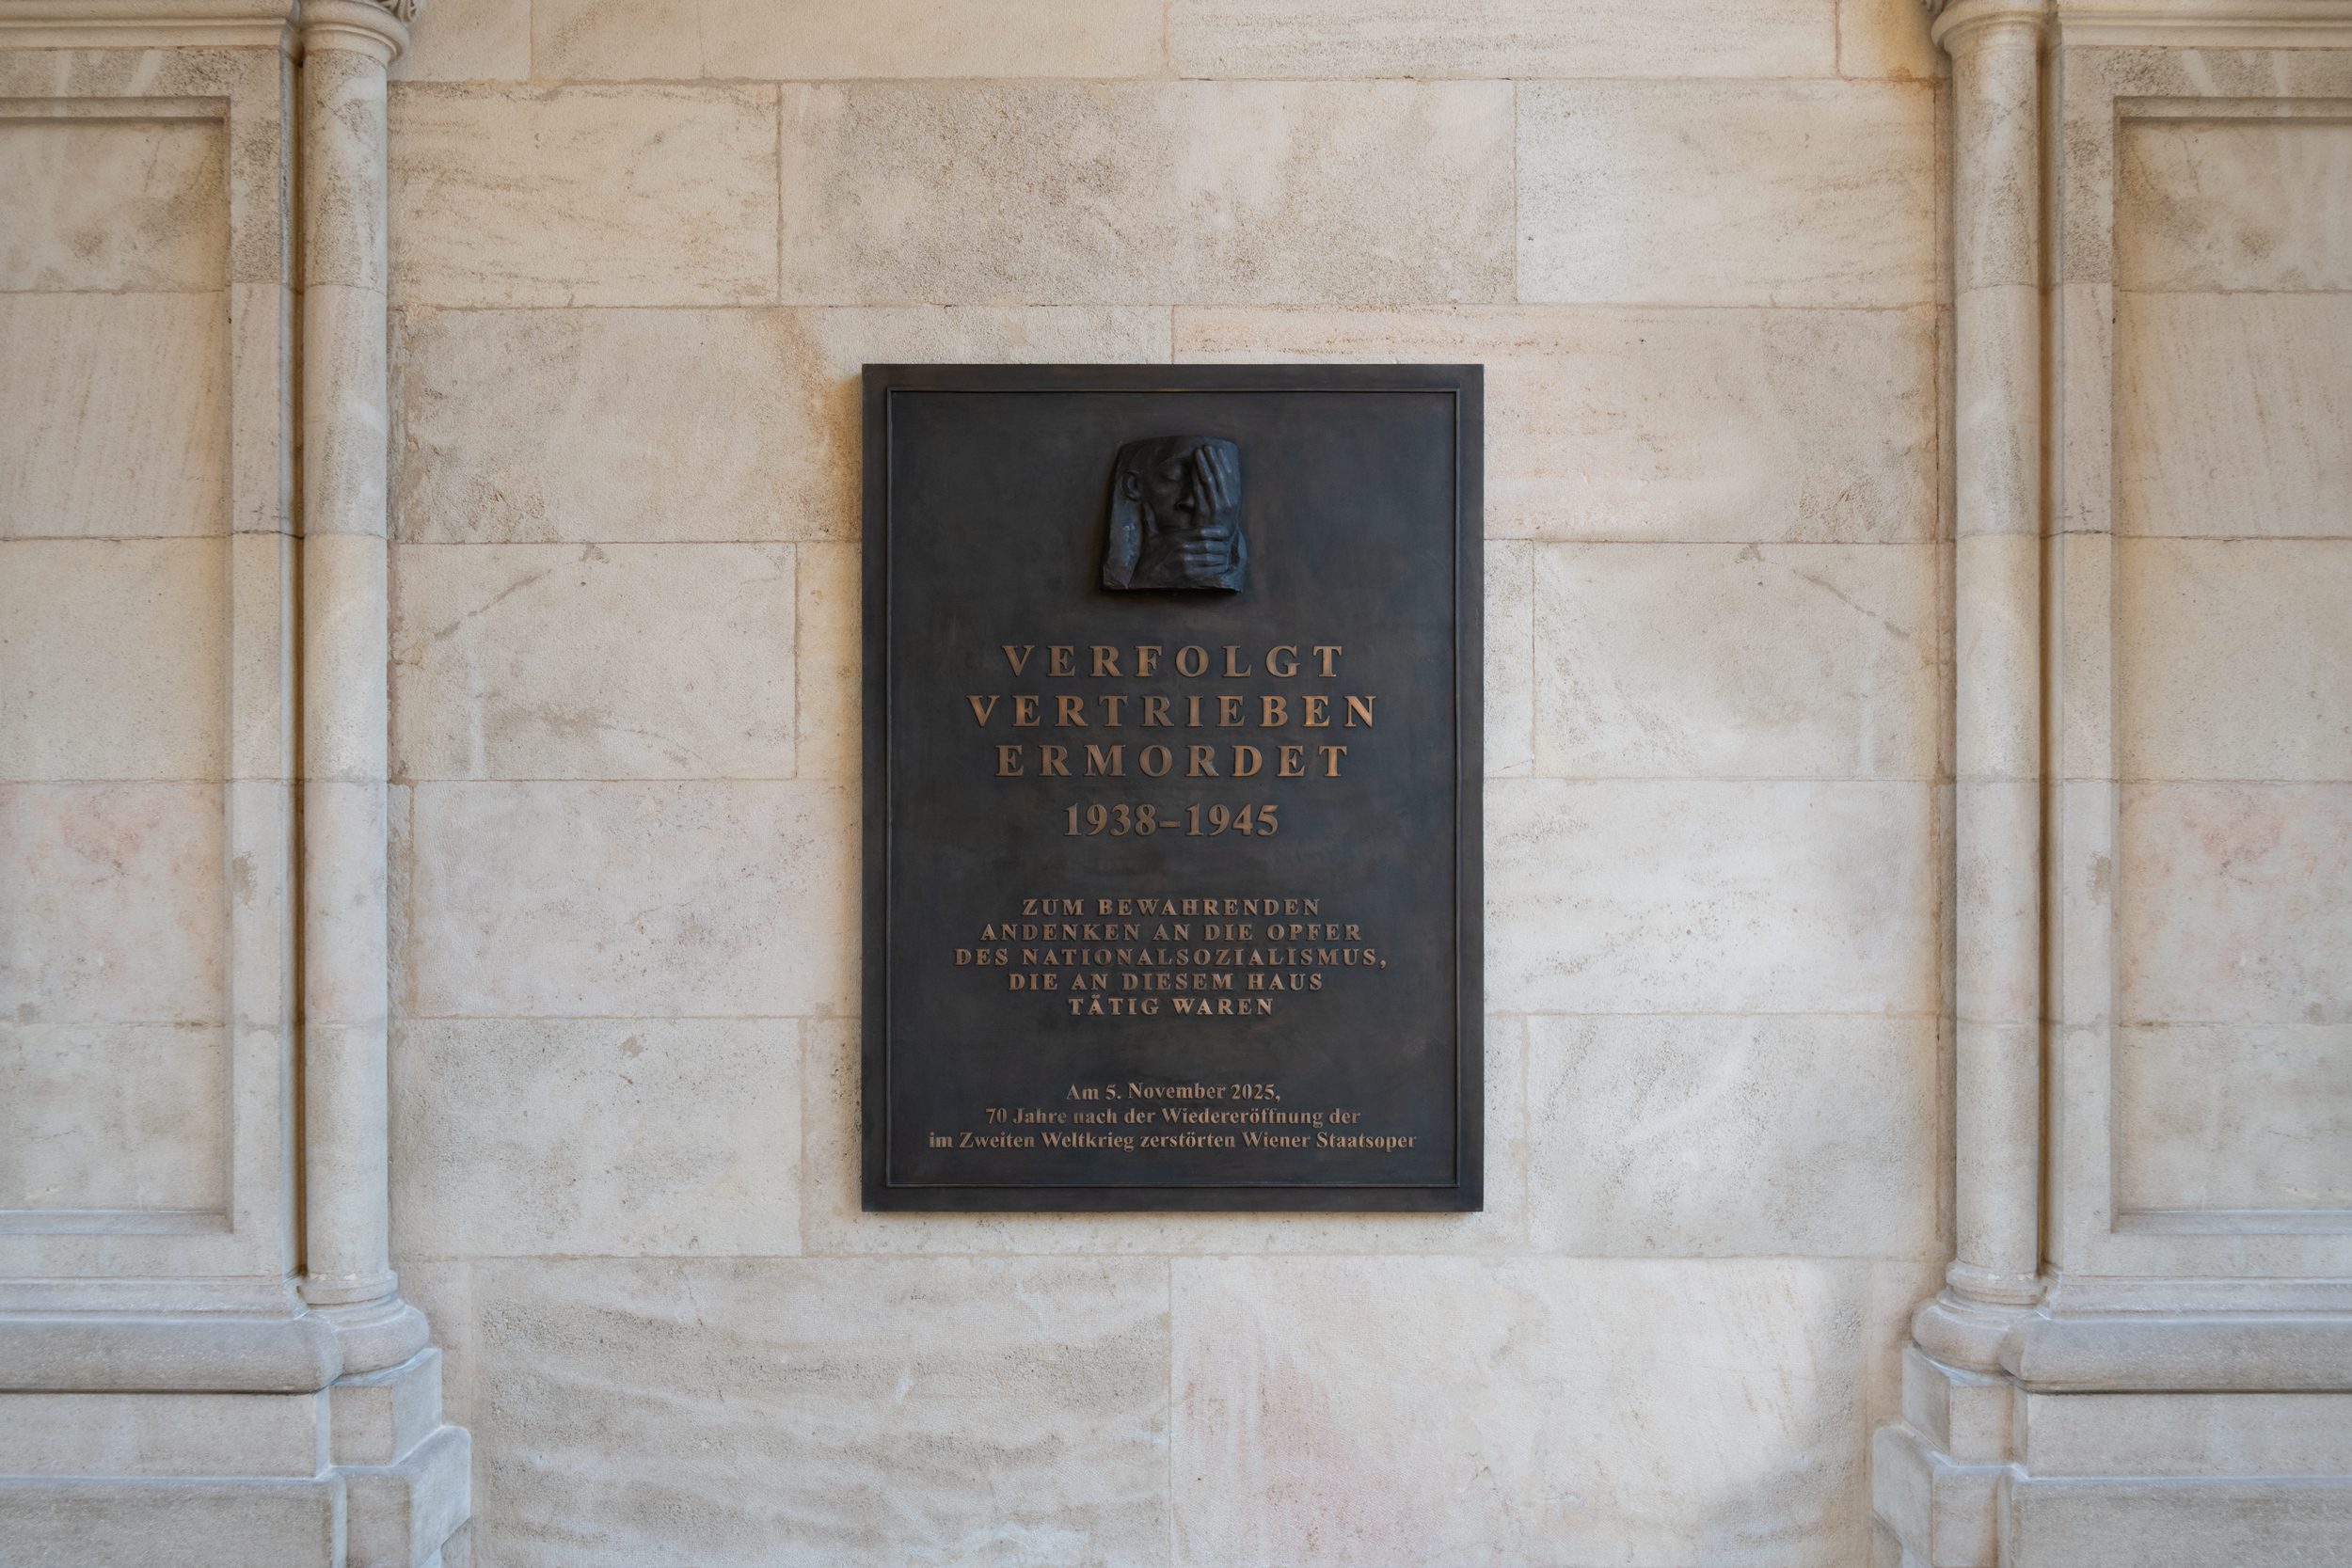 VERFOLGT
VERTRIEBEN
ERMORDET
1938–1945
ZUM BEWAHRENDEN
ANDENKEN AN DIE OPFER
DES NATIONALSOZIALISMUS,
DIE AN DIESEM HAUS
TÄTIG WAREN
Am 5. November 2025,
70 Jahre nach der Wiedereröffnung der
im Zweiten Weltkrieg zerstörten Wiener Staatsoper